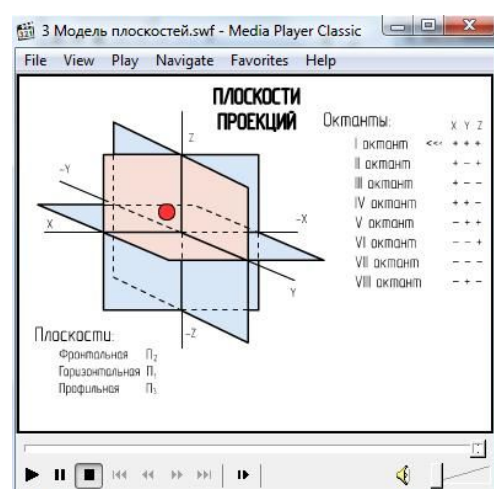 3 Модель плоскостей.swf - Media Player Classic
File View Play Navigate Favorites Help
ПЛОСКОСТИ
ПРОЕКЦИЙ
Октанты:
X Y Z
I октант <<< + + +
II октант + - +
III октант + - -
IV октант + + -
V октант - + +
VI октант - - +
VII октант - - -
VIII октант - + -
Z
-Y
X
-X
Y
-Z
Плоскости:
Фронтальная П₂
Горизонтальная П₁
Профильная П₃